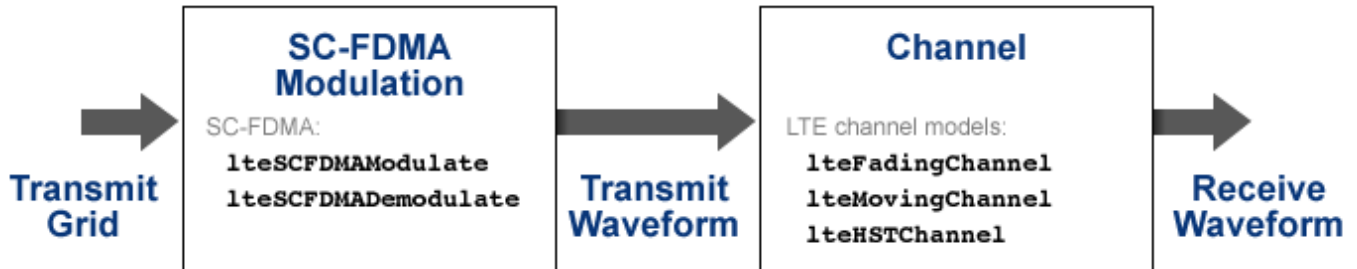 SC-FDMA
Modulation
SC-FDMA:
lteSCFDMAModulate
lteSCFDMADemodulate
Channel
LTE channel models:
lteFadingChannel
lteMovingChannel
lteHSTChannel
Transmit
Grid
Transmit
Waveform
Receive
Waveform